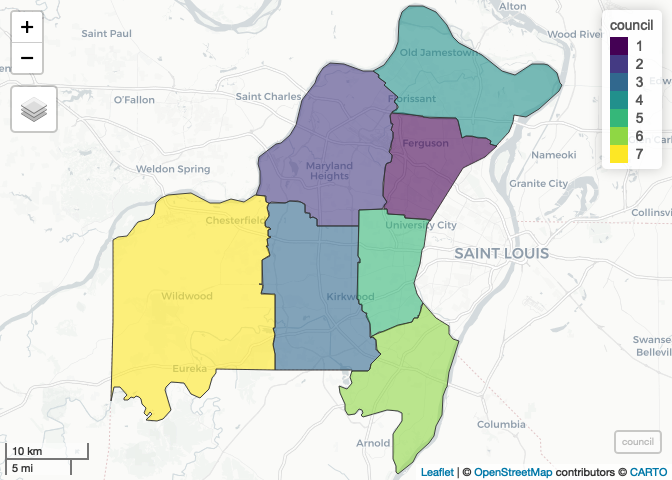 +
−
Alton
Saint Paul
Wood River
Old Jamestown
council
1
2
3
4
5
6
7
O'Fallon
Saint Charles
Florissant
Ferguson
Nameoki
Weldon Spring
Maryland
Heights
Granite City
Collinsvi
Chesterfield
University City
SAINT LOUIS
Wildwood
Kirkwood
Swanse
Bellevil
Eureka
Columbia
Arnold
council
10 km
5 mi
Leaflet | © OpenStreetMap contributors © CARTO